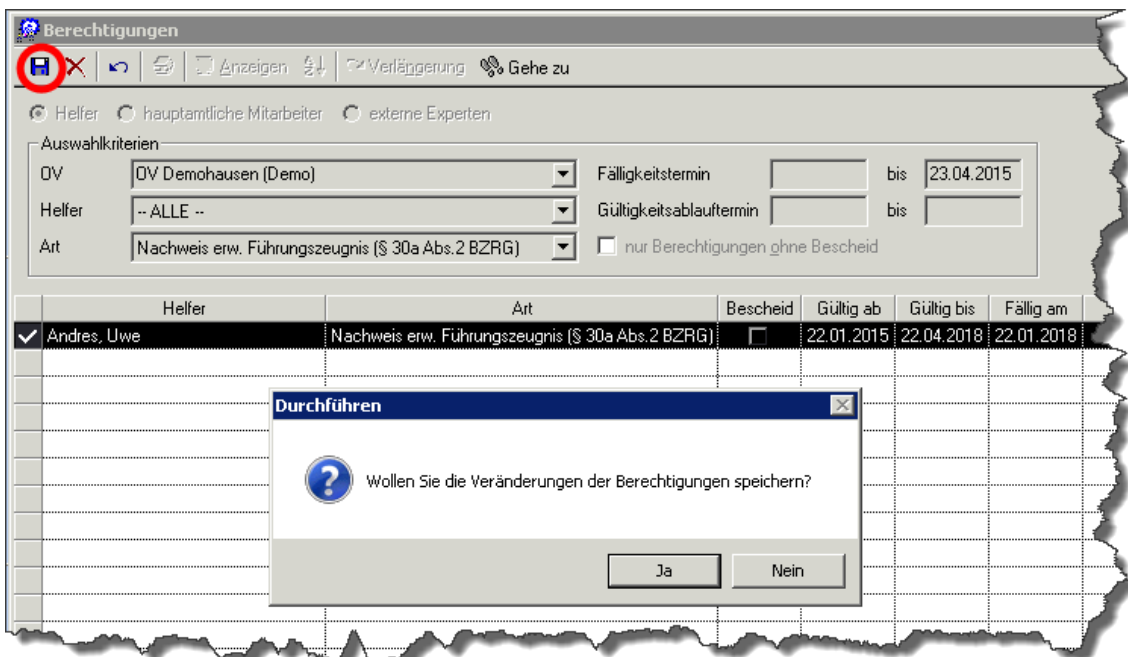 Berechtigungen
Anzeigen Verlängerung Gehe zu
Helfer hauptamtliche Mitarbeiter externe Experten
Auswahlkriterien
OV OV Demohausen (Demo) Fälligkeitstermin bis 23.04.2015
Helfer -- ALLE -- Gültigkeitsablauftermin bis
Art Nachweis erw. Führungszeugnis (§ 30a Abs.2 BZRG) nur Berechtigungen ohne Bescheid
Helfer Art Bescheid Gültig ab Gültig bis Fällig am
Andres, Uwe Nachweis erw. Führungszeugnis (§ 30a Abs.2 BZRG) 22.01.2015 22.04.2018 22.01.2018
Durchführen
Wollen Sie die Veränderungen der Berechtigungen speichern?
Ja Nein